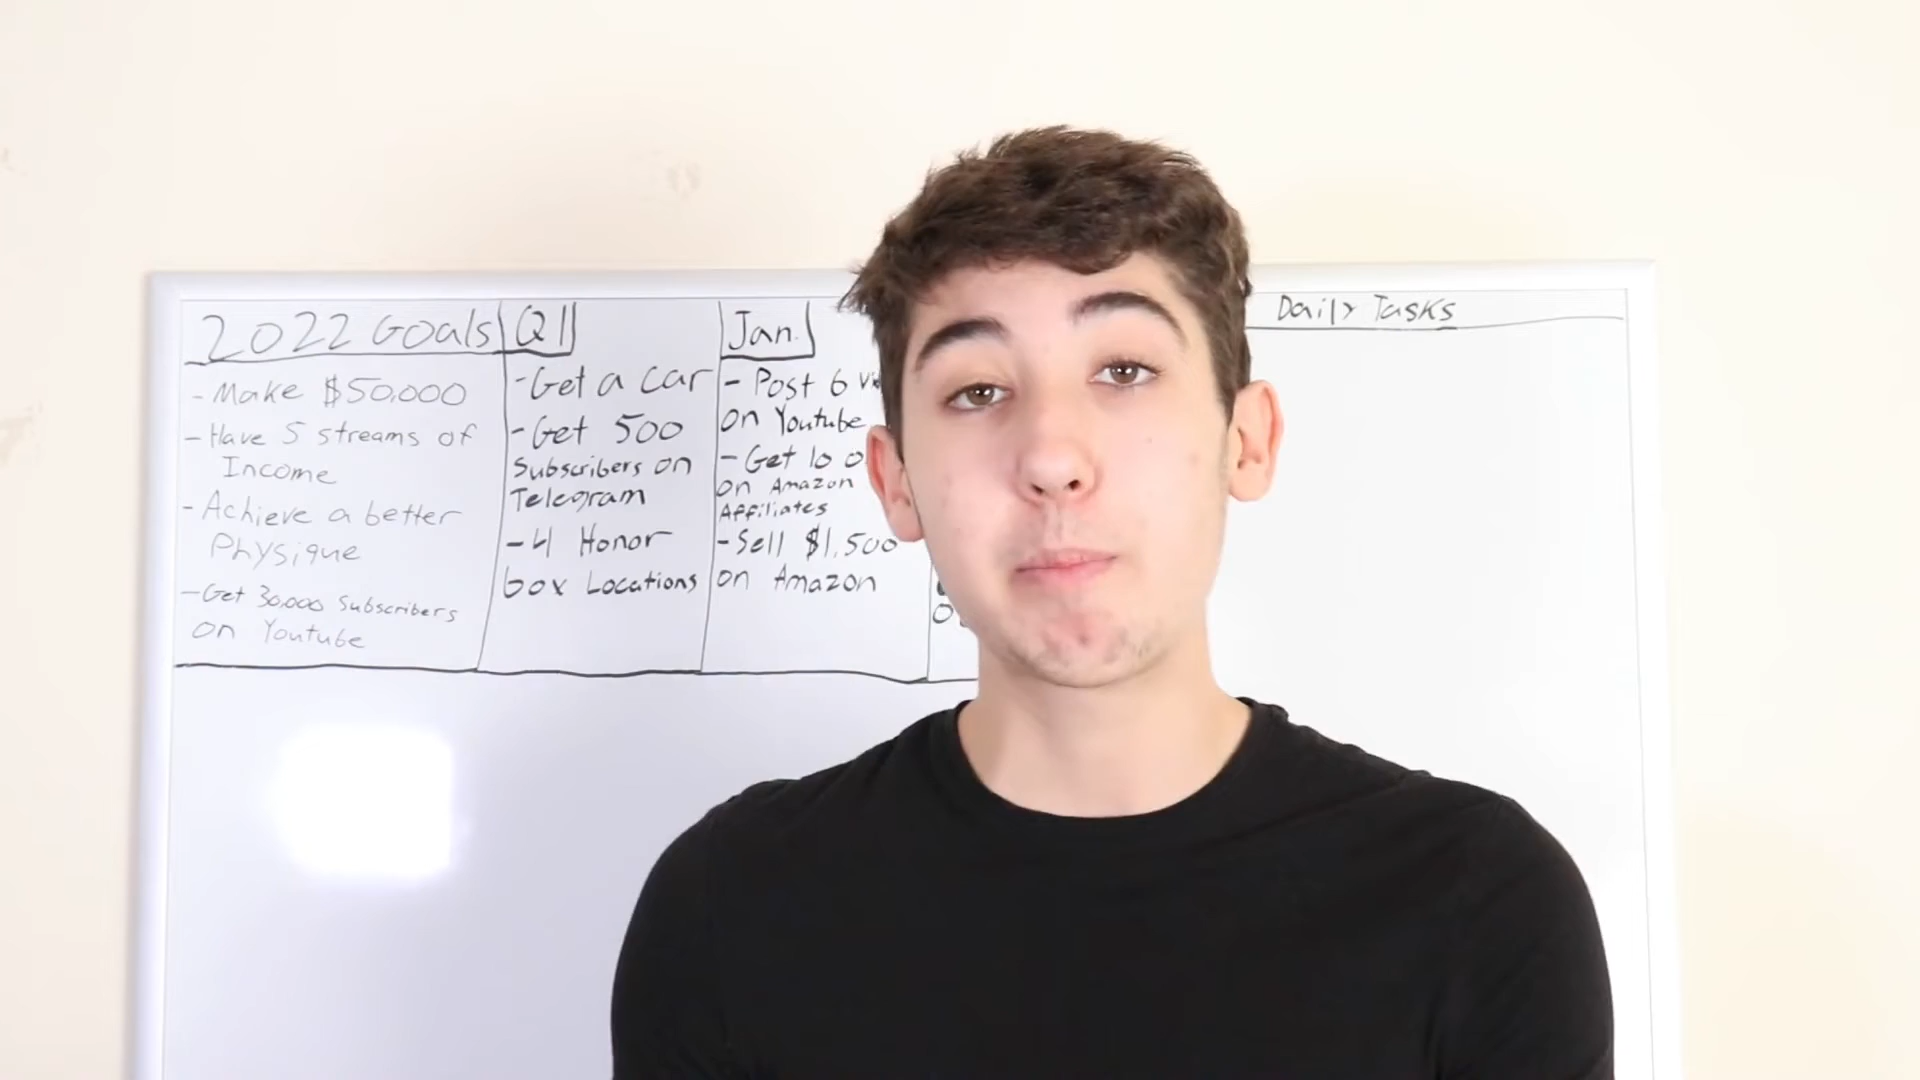 2022 Goals
- Make $50,000
- Have 5 streams of
Income
- Achieve a better
Physique
- Get 30,000 Subscribers
on Youtube
Q1
- Get a car
- Get 500
Subscribers on
Telegram
- 4 Honor
box Locations
Jan.
- Post 6
on Youtube
- Get 10
on Amazon
Affiliates
- Sell $1,500
on Amazon
Daily Tasks